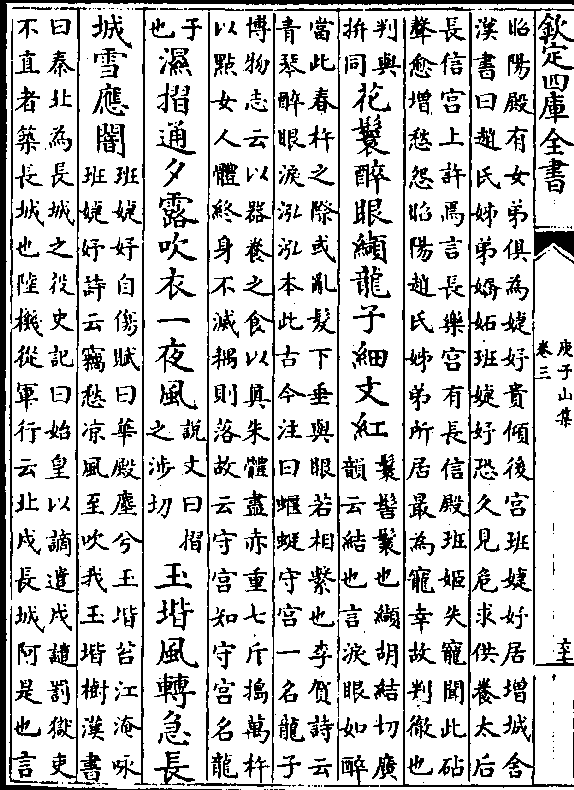 欽定四庫全書
庾子山集
卷三
昭陽殿有女弟俱為婕妤貴傾後宫班婕妤居增城舍
漢書曰趙氏姊弟嬌妬班婕妤恐久見危求供養太后
長信宫上許焉言長樂宫有長信殿班姬失寵聞此砧
聲愈增愁怨昭陽趙氏姊弟所居最為寵幸故判徹也
判與
拚同
花鬟醉眼纈龍子細文紅
鬟髻鬟也纈胡結切廣
韻云結也言淚眼如醉
當此春杵之際或亂髮下垂與眼若相繫也李賀詩云
青琴醉眼淚泓泓本此古今注曰蝘蜓守宫一名龍子
博物志云以器養之食以真朱體盡赤重七斤搗萬杵
以點女人體終身不滅耦則落故云守宫知守宫名龍
子
也
濕摺通夕露吹衣一夜風
說文曰摺
之涉切
玉堦風轉急長
城雪應闇
班婕妤自傷賦曰華殿塵兮玉堦苔江淹咏
班婕妤詩云竊愁凉風至吹我玉堦樹漢書
曰秦北為長城之役史記曰始皇以謫遣戍謫罰獄吏
不直者築長城也陸機從軍行云北戍長城阿是也言